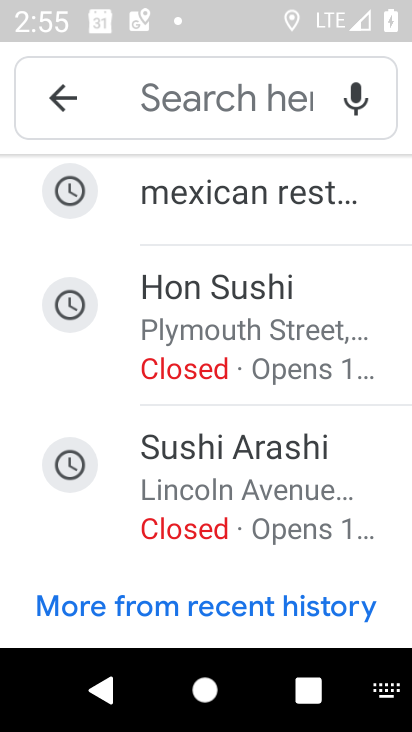 2:55 31 G LTE
Search her
mexican rest...
Hon Sushi
Plymouth Street,...
Closed · Opens 1...
Sushi Arashi
Lincoln Avenue...
Closed · Opens 1...
More from recent history